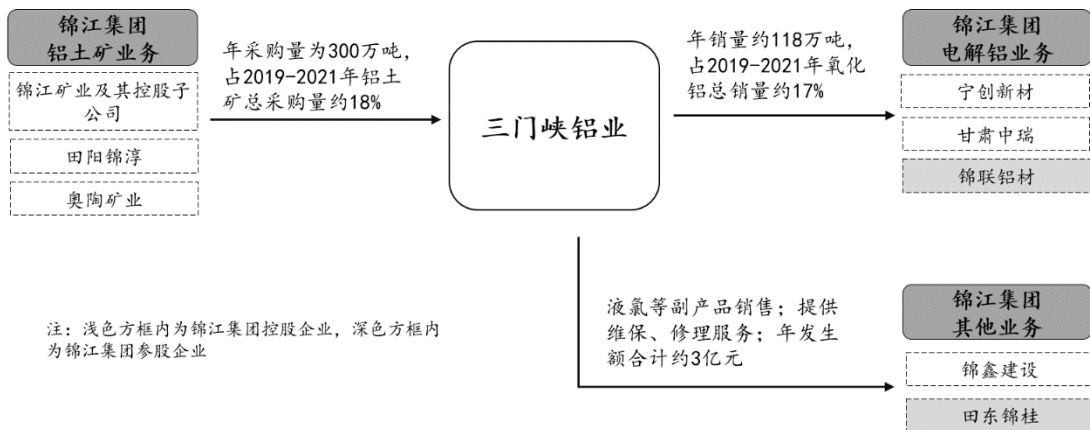 锦江集团
铝土矿业务
锦江矿业及其控股子
公司
田阳锦淳
奥陶矿业
年采购量为300万吨，
占2019-2021年铝土
矿总采购量约18%
三门峡铝业
年销量约118万吨，
占2019-2021年氧化
铝总销量约17%
锦江集团
电解铝业务
宁创新材
甘肃中瑞
锦联铝材
液氯等副产品销售；提供
维保、修理服务；年发生
额合计约3亿元
锦江集团
其他业务
锦鑫建设
田东锦桂
注：浅色方框内为锦江集团控股企业，深色方框内
为锦江集团参股企业